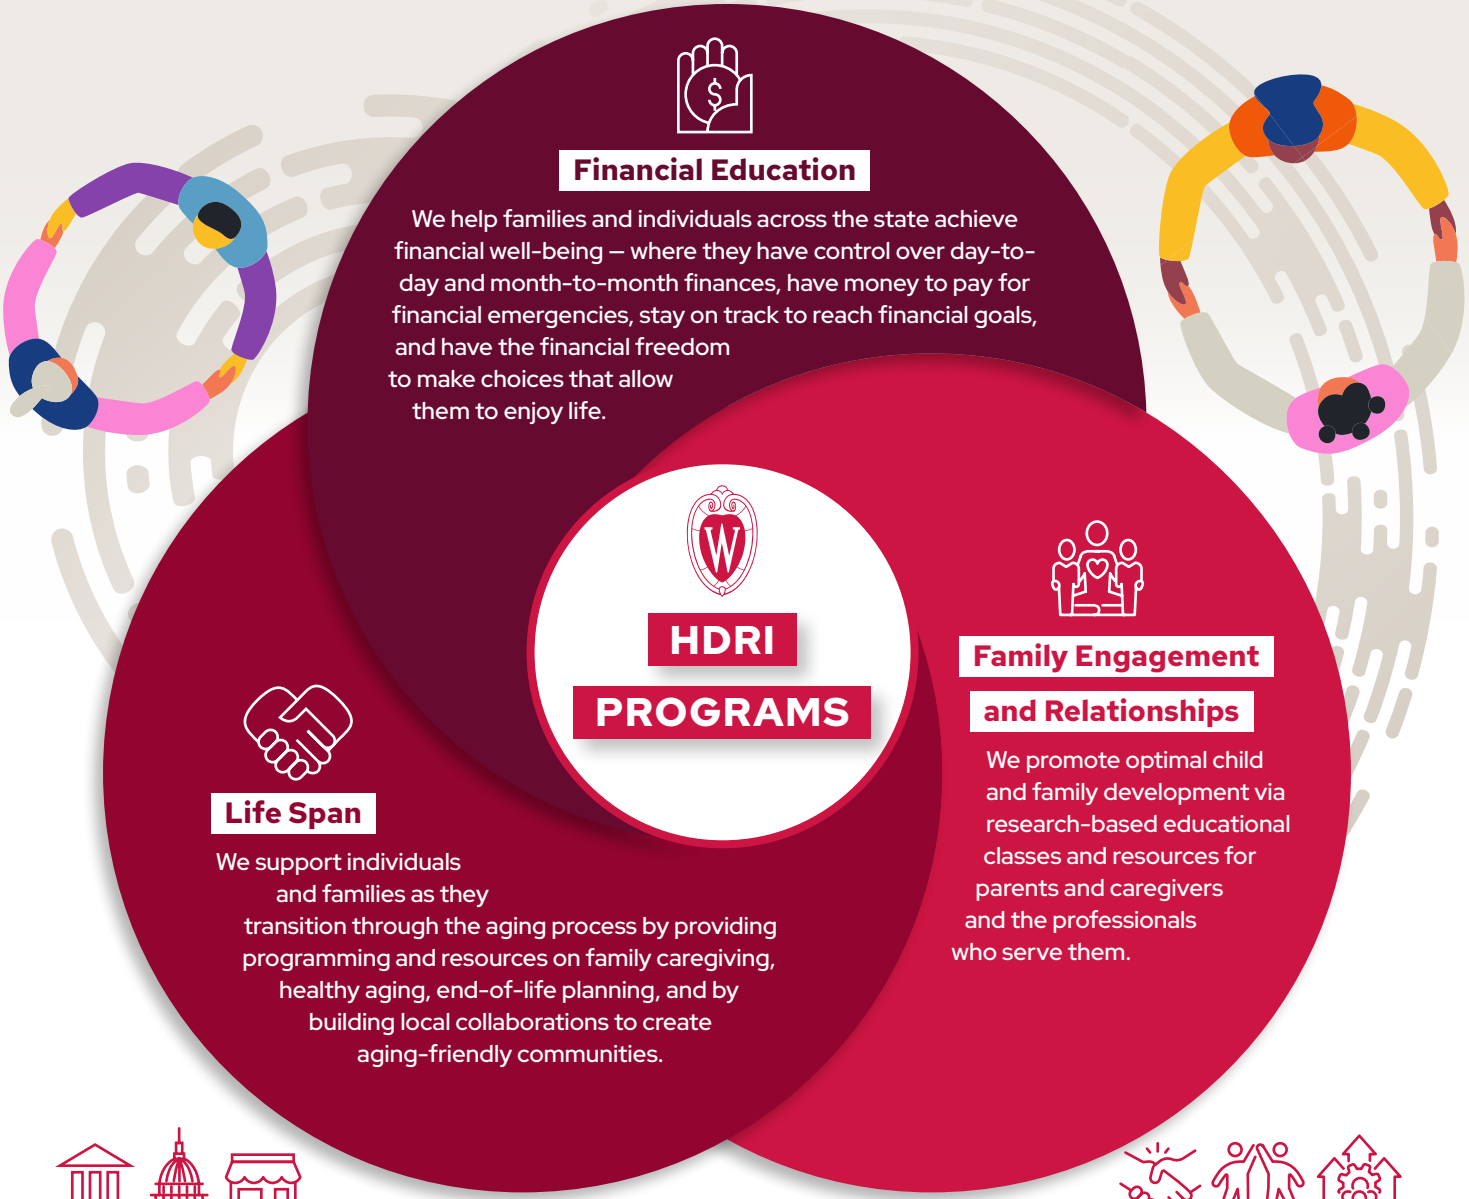 Financial Education
We help families and individuals across the state achieve
financial well-being – where they have control over day-to-
day and month-to-month finances, have money to pay for
financial emergencies, stay on track to reach financial goals,
and have the financial freedom
to make choices that allow
them to enjoy life.
W
HDRI
PROGRAMS
Family Engagement
and Relationships
We promote optimal child
and family development via
research-based educational
classes and resources for
parents and caregivers
and the professionals
who serve them.
Life Span
We support individuals
and families as they
transition through the aging process by providing
programming and resources on family caregiving,
healthy aging, end-of-life planning, and by
building local collaborations to create
aging-friendly communities.